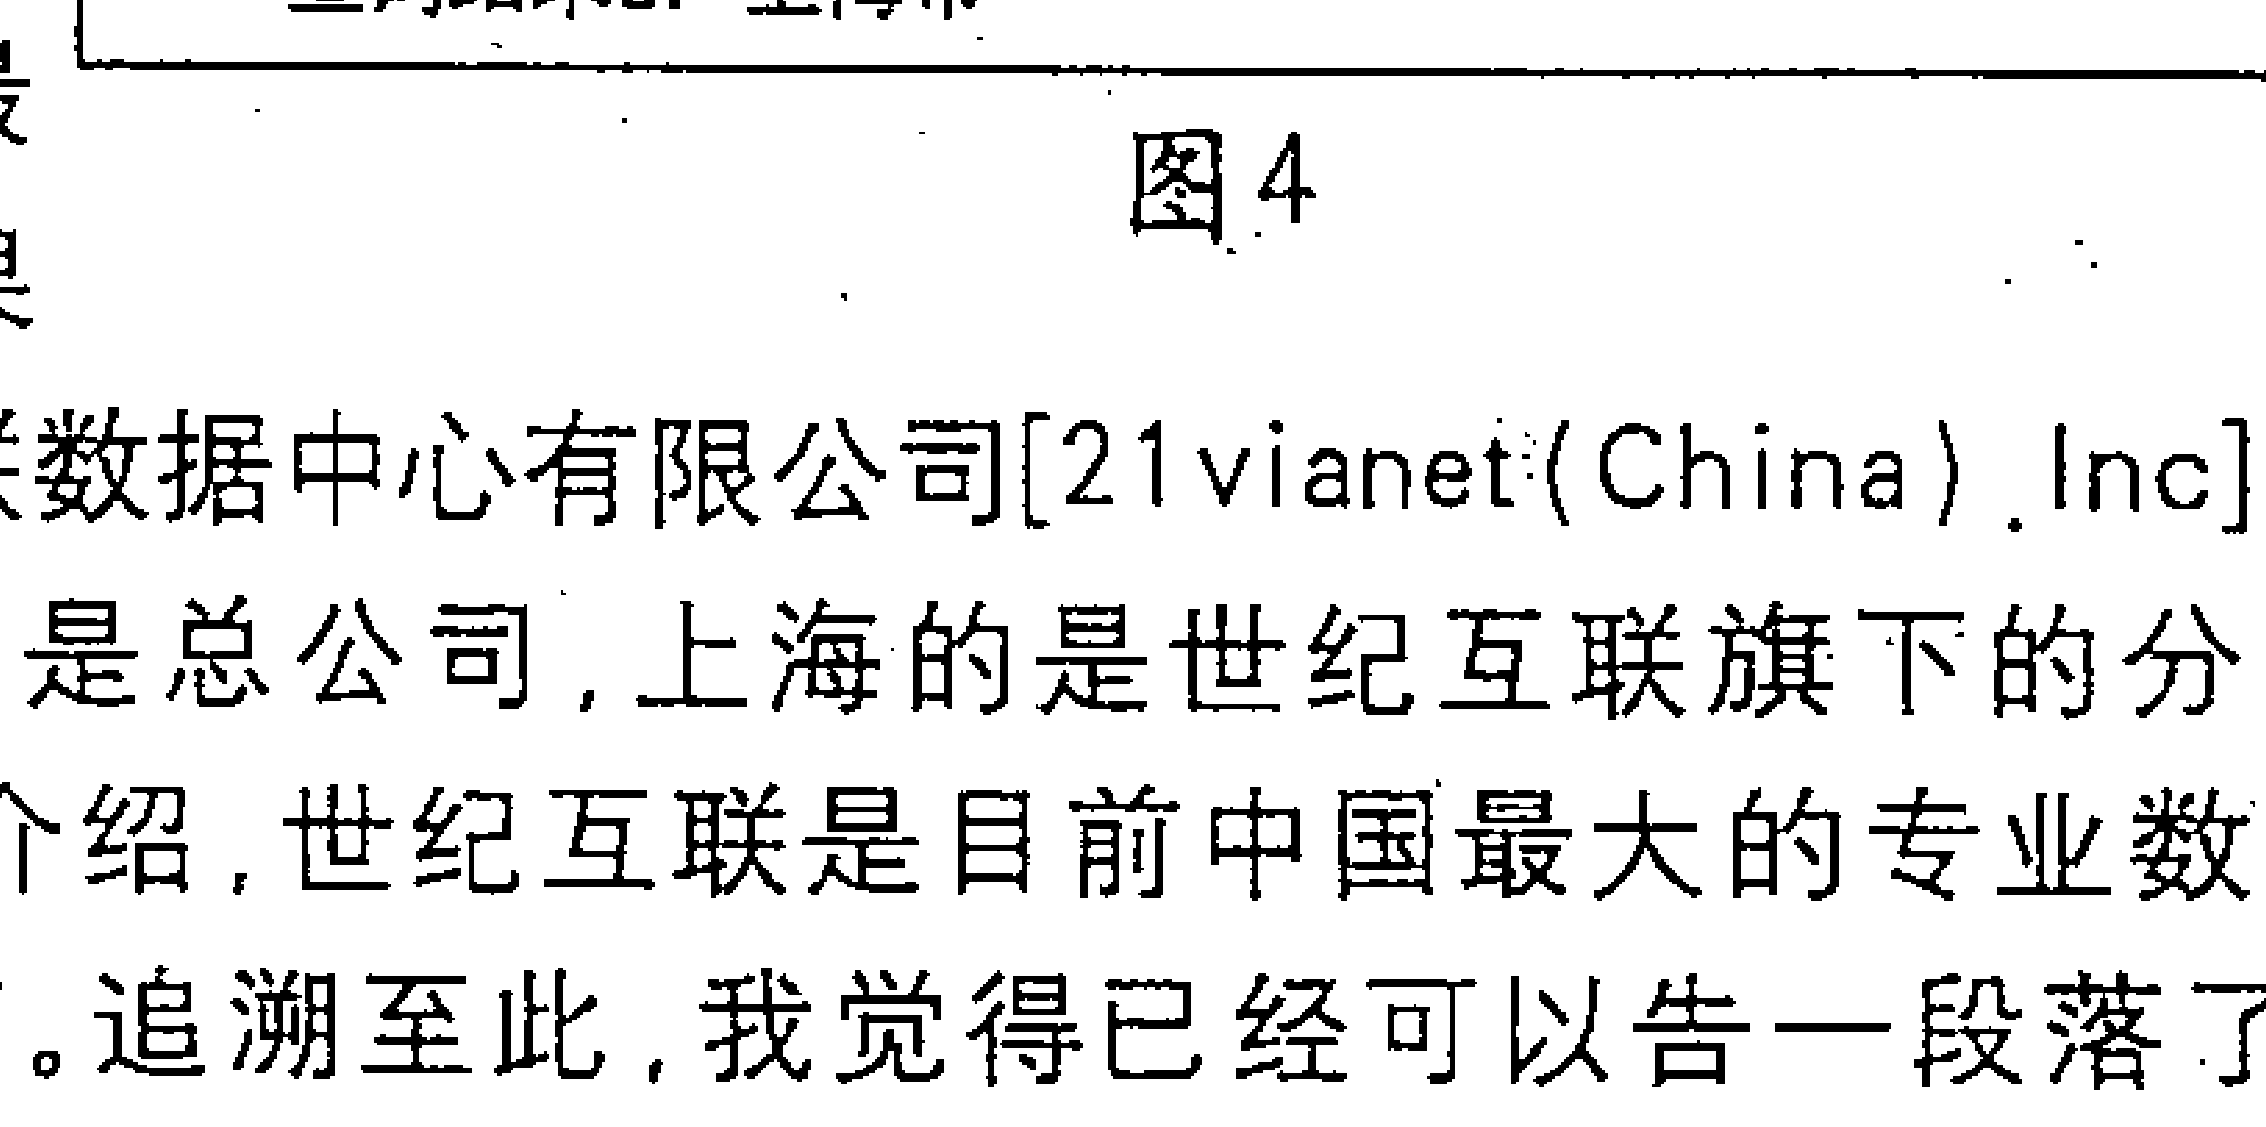 图4
数据中心有限公司[21vianet(China) Inc]
是总公司,上海的是世纪互联旗下的分
介绍,世纪互联是目前中国最大的专业数
。追溯至此,我觉得已经可以告一段落了